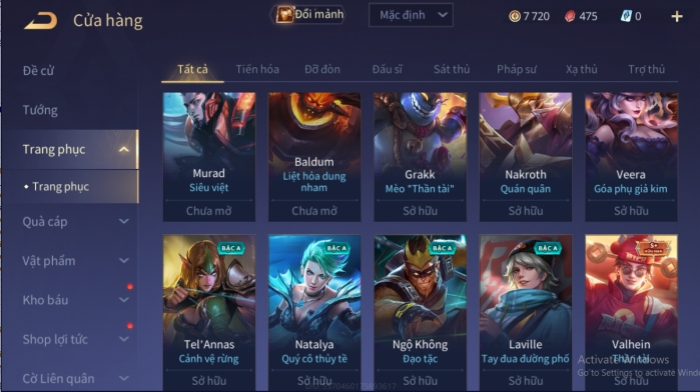 Cửa hàng
Đổi mảnh
Mặc định
7 720
475
0
Đề cử
Tướng
Trang phục
Trang phục
Quà cáp
Vật phẩm
Kho báu
Shop lợi tức
Cờ Liên quân
Tất cả
Tiến hóa
Đỡ đòn
Đấu sĩ
Sát thủ
Pháp sư
Xạ thủ
Trợ thủ
Murad
Siêu việt
Chưa mở
Baldum
Liệt hỏa dung
nham
Chưa mở
Grakk
Mèo "Thần tài"
Sở hữu
Nakroth
Quán quân
Sở hữu
Veera
Góa phụ giả kim
Sở hữu
BẬC A
Tel'Annas
Cảnh vệ rừng
Sở hữu
BẬC A
Natalya
Quý cô thủy tề
Sở hữu
BẬC A
Ngộ Không
Đạo tặc
Sở hữu
BẬC A
Laville
Tay đua đường phố
Sở hữu
S+
Valhein
Thần tài
Sở hữu
Activate Windows
Go to Settings to activate Wind